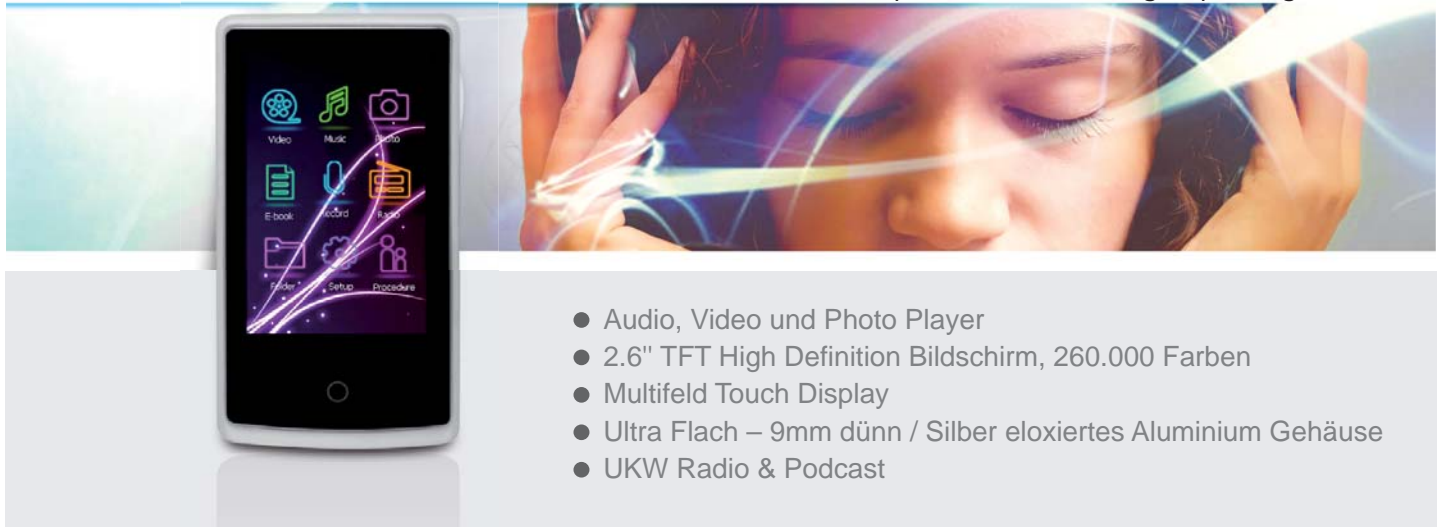 Video Music Photo
E-book Record Radio
Folder Setup Procedure
Audio, Video und Photo Player
2.6" TFT High Definition Bildschirm, 260.000 Farben
Multifeld Touch Display
Ultra Flach – 9mm dünn / Silber eloxiertes Aluminium Gehäuse
UKW Radio & Podcast